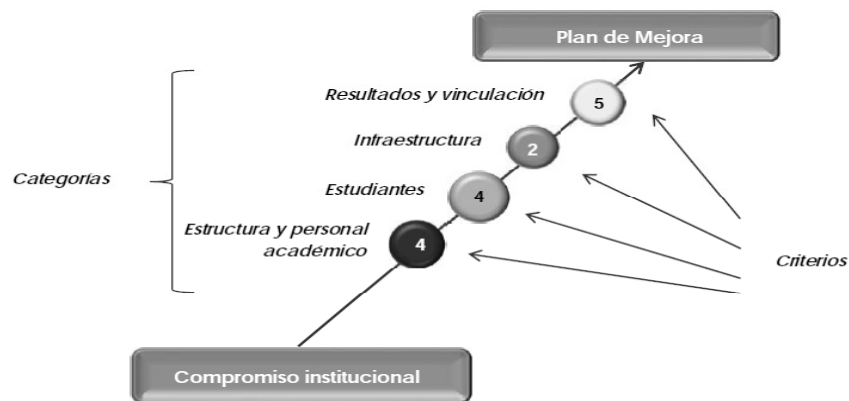 Plan de Mejora
Resultados y vinculación
5
Infraestructura
2
Categorías
Estudiantes
4
Estructura y personal
académico
4
Criterios
Compromiso institucional